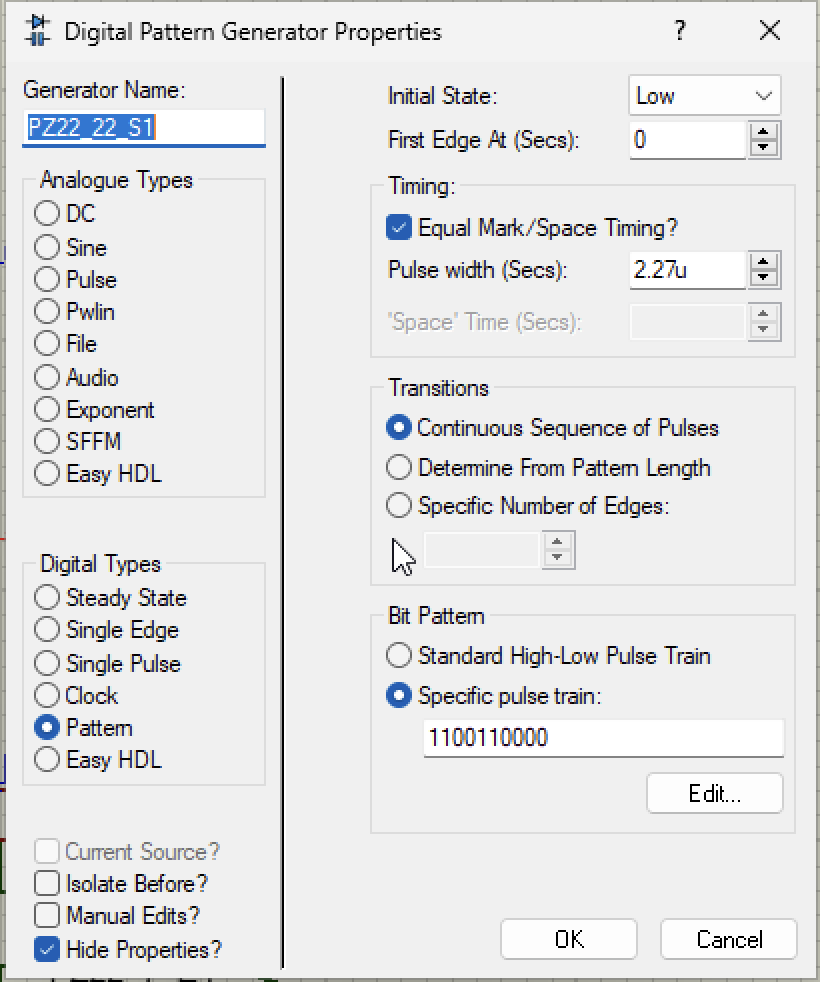 Digital Pattern Generator Properties ?
Generator Name:
PZ22_22_S1
Analogue Types
DC
Sine
Pulse
Pwlin
File
Audio
Exponent
SFFM
Easy HDL
Digital Types
Steady State
Single Edge
Single Pulse
Clock
Pattern
Easy HDL
Current Source?
Isolate Before?
Manual Edits?
Hide Properties?
Initial State: Low
First Edge At (Secs): 0
Timing:
Equal Mark/Space Timing?
Pulse width (Secs): 2.27u
'Space' Time (Secs):
Transitions
Continuous Sequence of Pulses
Determine From Pattern Length
Specific Number of Edges:
Bit Pattern
Standard High-Low Pulse Train
Specific pulse train:
1100110000
Edit...
OK Cancel